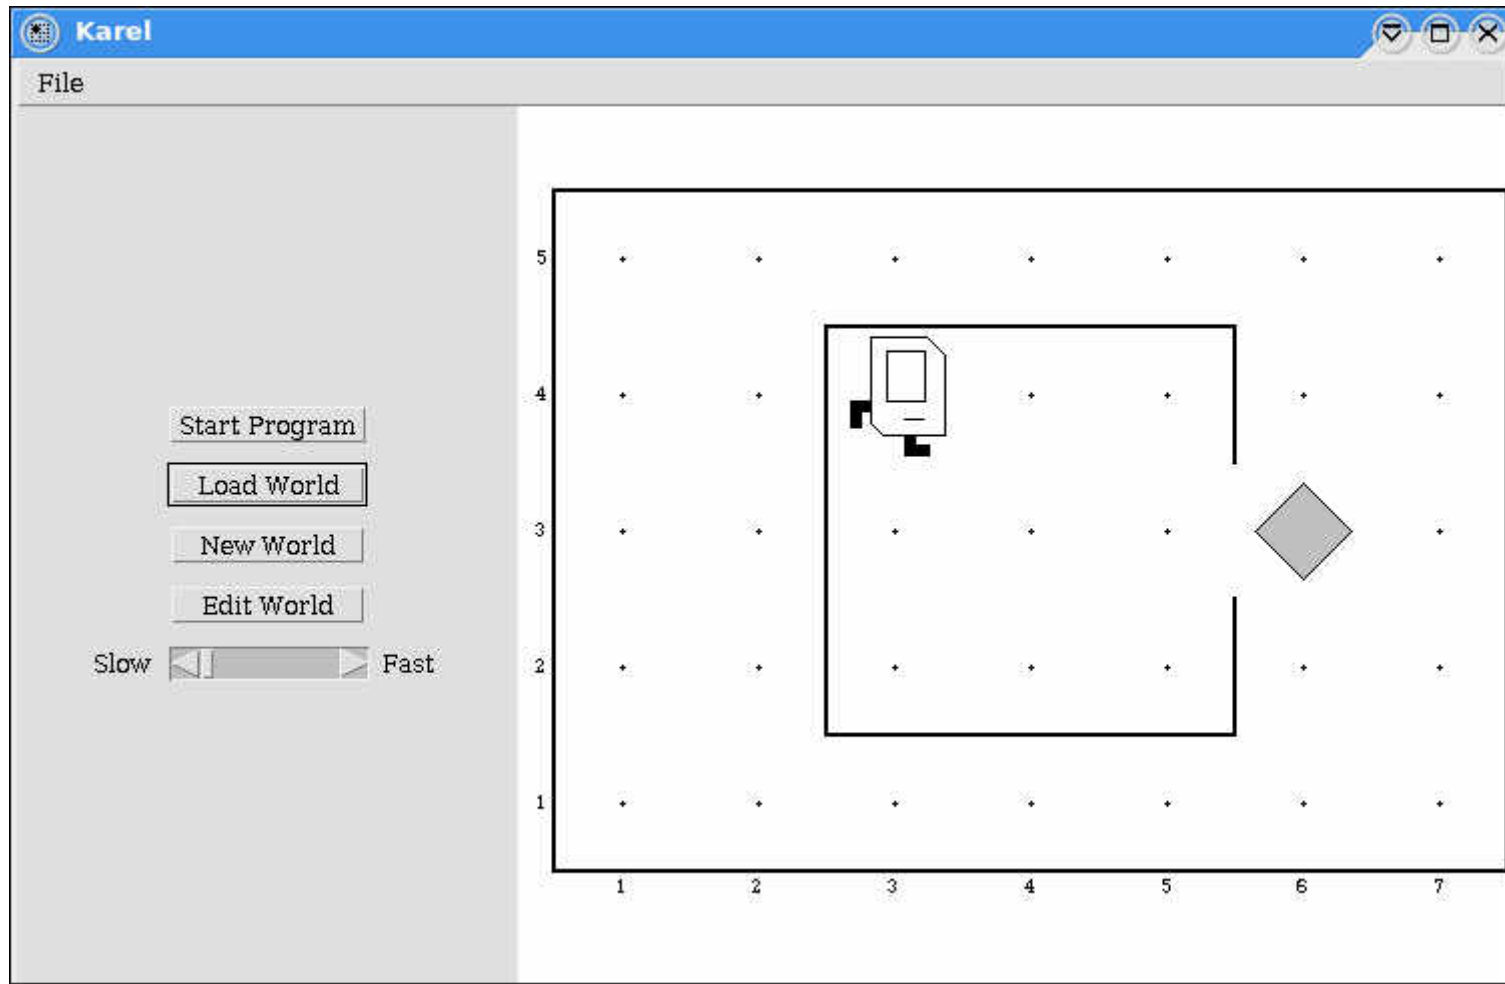 Karel
File
Start Program
Load World
New World
Edit World
Slow Fast
5
4
3
2
1
1 2 3 4 5 6 7